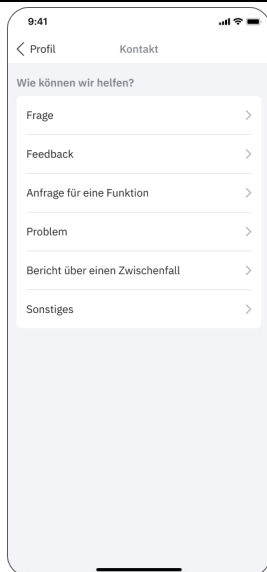 9:41
Profil
Kontakt
Wie können wir helfen?
Frage
Feedback
Anfrage für eine Funktion
Problem
Bericht über einen Zwischenfall
Sonstiges